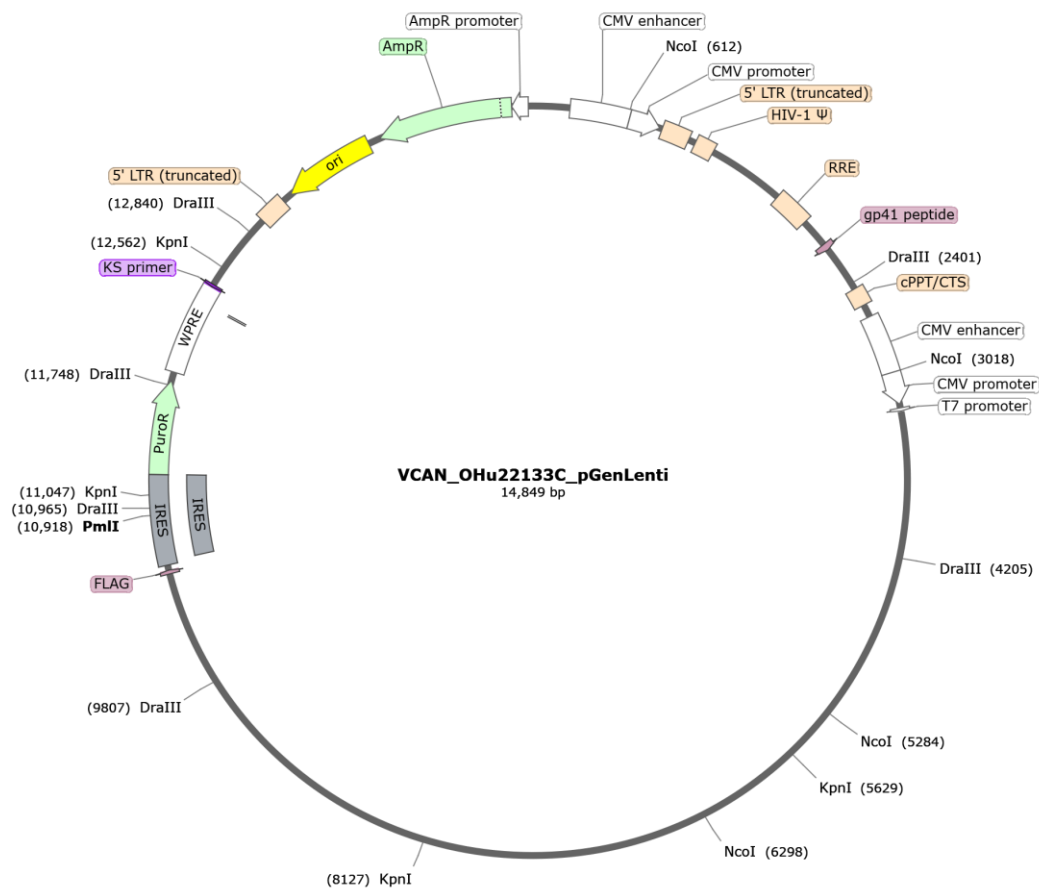 AmpR promoter
CMV enhancer
AmpR
NcoI (612)
CMV promoter
5' LTR (truncated)
HIV-1 Ψ
ori
RRE
5' LTR (truncated)
(12,840) DraIII
gp41 peptide
(12,562) KpnI
DraIII (2401)
KS primer
cPPT/CTS
WPRE
CMV enhancer
NcoI (3018)
(11,748) DraIII
CMV promoter
T7 promoter
PuroR
VCAN_OHu22133C_pGenLenti
14,849 bp
(11,047) KpnI
(10,965) DraIII
(10,918) PmlI
IRES
IRES
DraIII (4205)
FLAG
(9807) DraIII
NcoI (5284)
KpnI (5629)
NcoI (6298)
(8127) KpnI